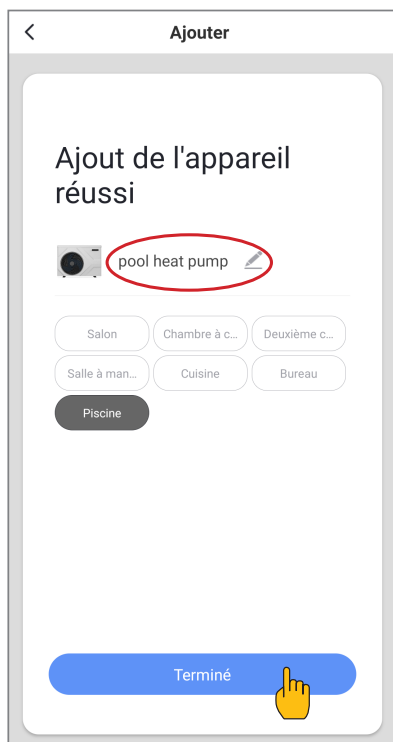 Ajouter
Ajout de l'appareil
réussi
pool heat pump
Salon
Chambre à c...
Deuxième c...
Salle à man...
Cuisine
Bureau
Piscine
Terminé